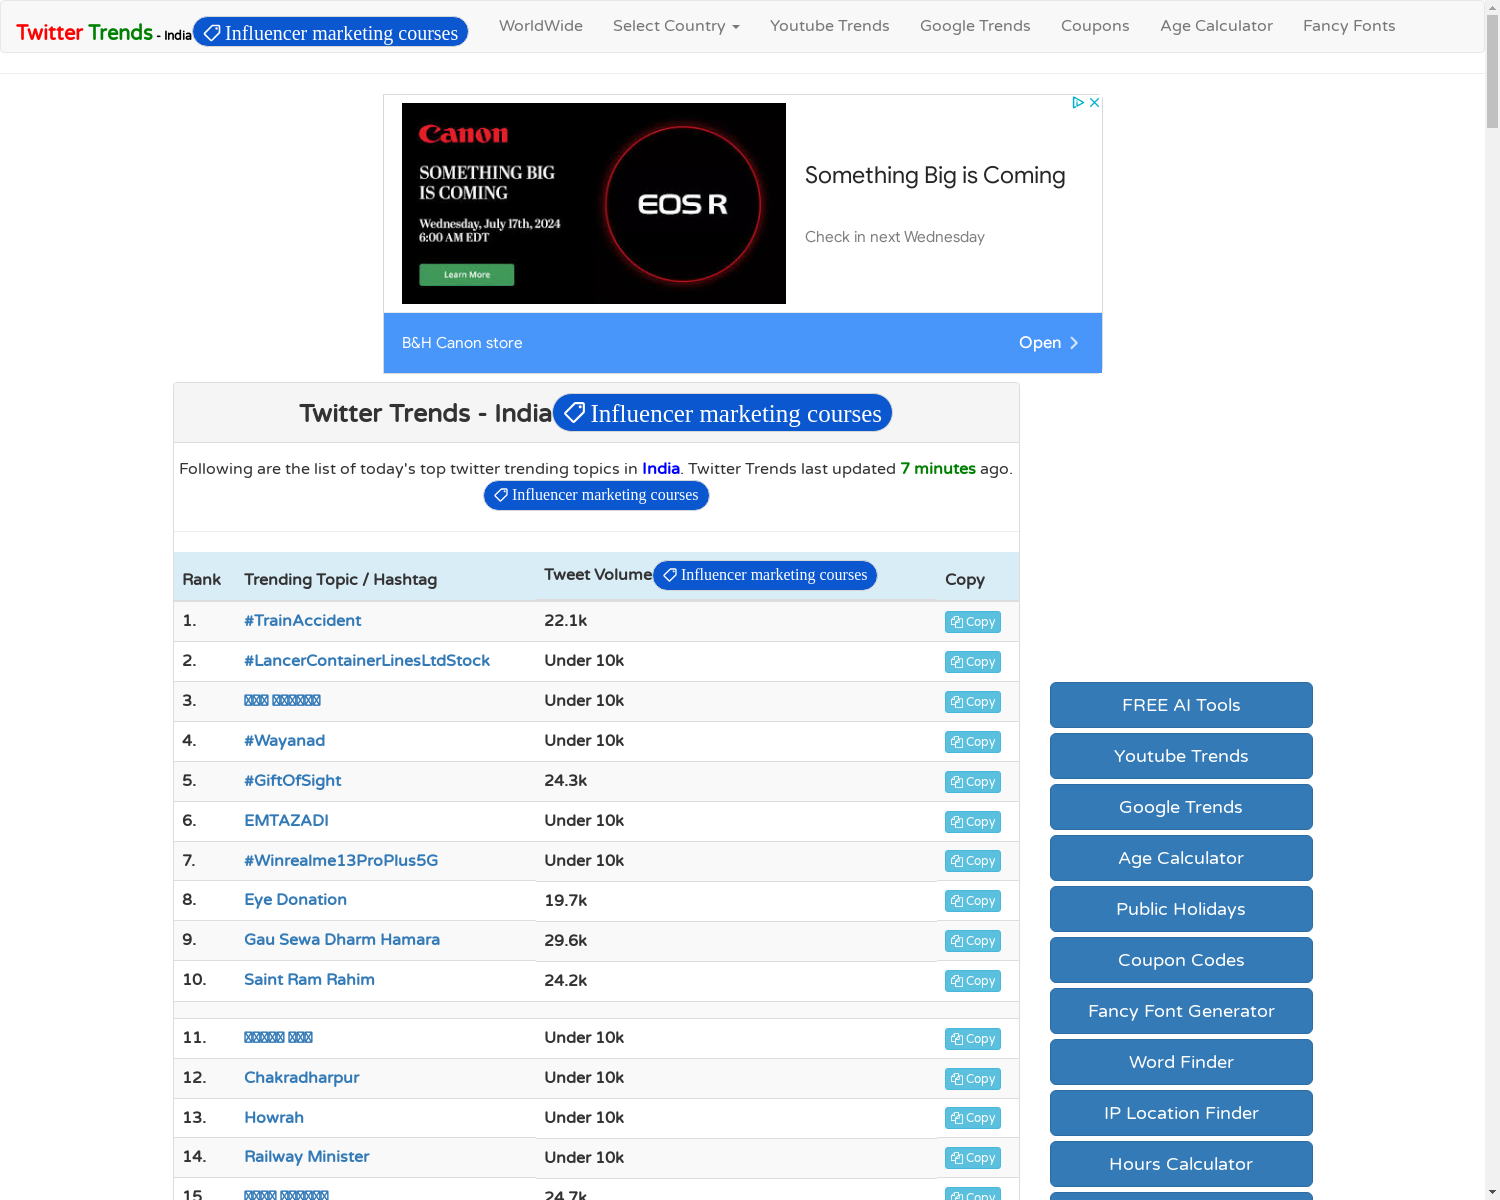 Twitter Trends - India Influencer marketing courses WorldWide Select Country Youtube Trends Google Trends Coupons Age Calculator Fancy Fonts
Canon
SOMETHING BIG
IS COMING
Wednesday, July 17th, 2024
6:00 AM EDT
Learn More
EOS R
Something Big is Coming
Check in next Wednesday
B&H Canon store
Open
Twitter Trends - India Influencer marketing courses
Following are the list of today's top twitter trending topics in India. Twitter Trends last updated 7 minutes ago.
Influencer marketing courses
Rank Trending Topic / Hashtag Tweet Volume Influencer marketing courses Copy
1. #TrainAccident 22.1k Copy
2. #LancerContainerLinesLtdStock Under 10k Copy
3. Under 10k Copy
4. #Wayanad Under 10k Copy
5. #GiftOfSight 24.3k Copy
6. EMTAZADI Under 10k Copy
7. #Winrealme13ProPlus5G Under 10k Copy
8. Eye Donation 19.7k Copy
9. Gau Sewa Dharm Hamara 29.6k Copy
10. Saint Ram Rahim 24.2k Copy
11. Under 10k Copy
12. Chakradharpur Under 10k Copy
13. Howrah Under 10k Copy
14. Railway Minister Under 10k Copy
15. 24.7k Copy
FREE AI Tools
Youtube Trends
Google Trends
Age Calculator
Public Holidays
Coupon Codes
Fancy Font Generator
Word Finder
IP Location Finder
Hours Calculator